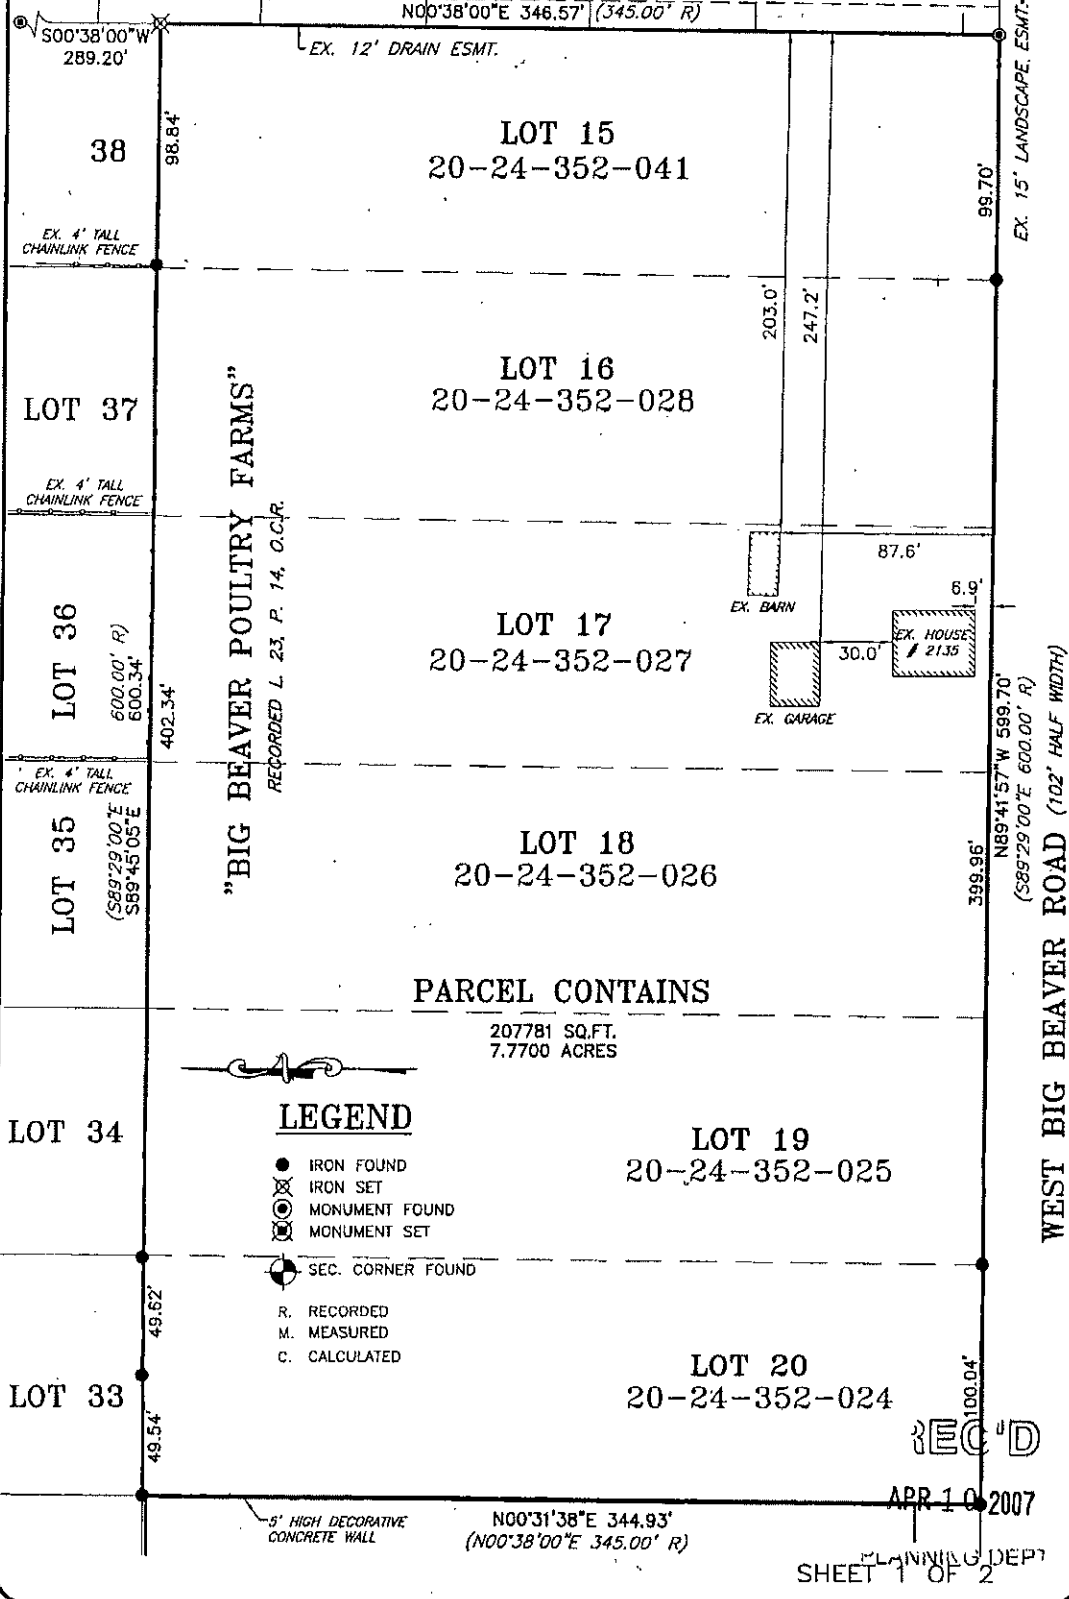 N00°38'00"E 346.57' (345.00' R)
S00°38'00"W
289.20'
EX. 12' DRAIN ESMT.
EX. 15' LANDSCAPE ESMT.
38
98.84'
LOT 15
20-24-352-041
99.70'
EX. 4' TALL
CHAINLINK FENCE
203.0'
247.2'
LOT 16
20-24-352-028
LOT 37
"BIG BEAVER POULTRY FARMS"
RECORDED L. 23, P. 14, O.C.R.
EX. 4' TALL
CHAINLINK FENCE
87.6'
6.9'
EX. BARN
LOT 36
600.00' R)
600.34'
402.34'
LOT 17
20-24-352-027
EX. HOUSE
# 2135
30.0'
EX. GARAGE
N89°41'57"W 599.70'
(S89°29'00"E 600.00' R)
WEST BIG BEAVER ROAD (102' HALF WIDTH)
EX. 4' TALL
CHAINLINK FENCE
LOT 35
(S89°29'00"E
S89°45'05"E
LOT 18
20-24-352-026
399.96'
PARCEL CONTAINS
207781 SQ.FT.
7.7700 ACRES
LEGEND
IRON FOUND
IRON SET
MONUMENT FOUND
MONUMENT SET
SEC. CORNER FOUND
R. RECORDED
M. MEASURED
C. CALCULATED
LOT 34
LOT 19
20-24-352-025
49.62'
LOT 33
49.54'
LOT 20
20-24-352-024
100.04'
REC'D
APR 10 2007
PLANNING DEPT
5' HIGH DECORATIVE
CONCRETE WALL
N00°31'38"E 344.93'
(N00°38'00"E 345.00' R)
SHEET 1 OF 2